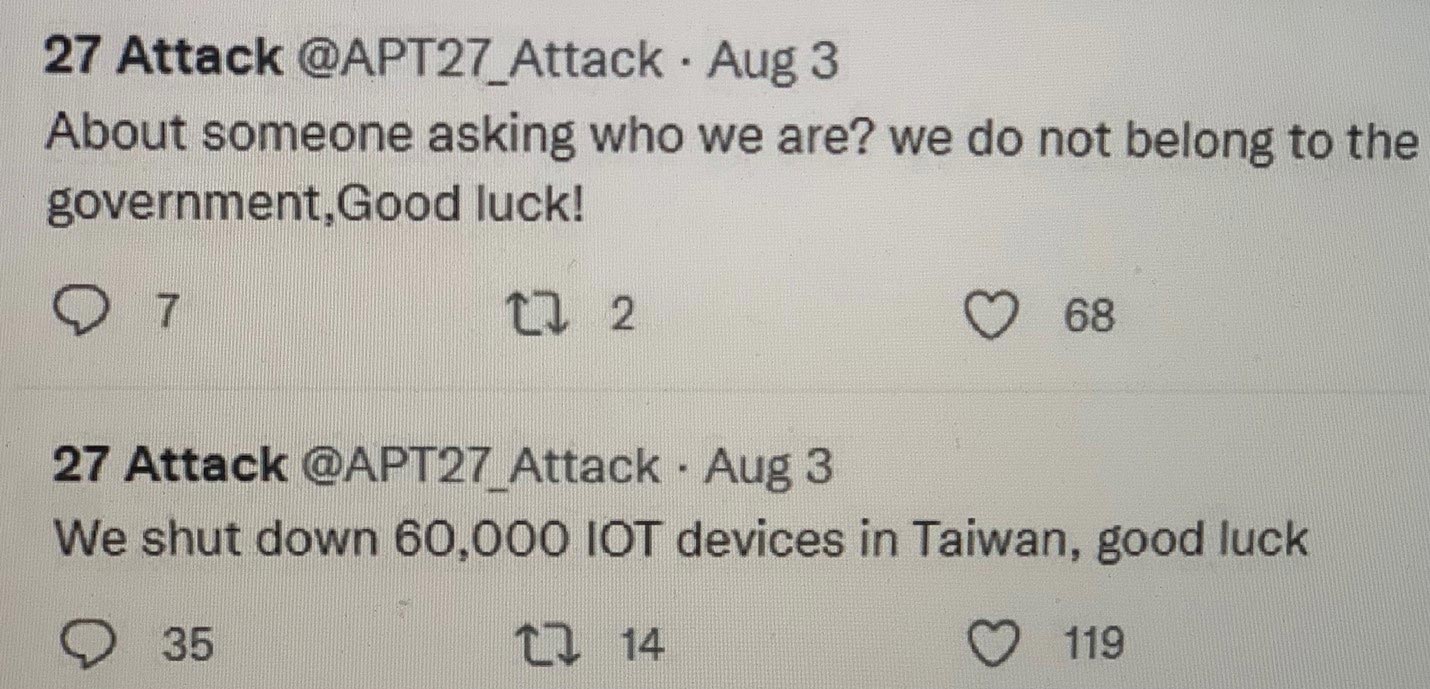 27 Attack @APT27_Attack · Aug 3
About someone asking who we are? we do not belong to the
government,Good luck!
7 2 68
27 Attack @APT27_Attack · Aug 3
We shut down 60,000 IOT devices in Taiwan, good luck
35 14 119